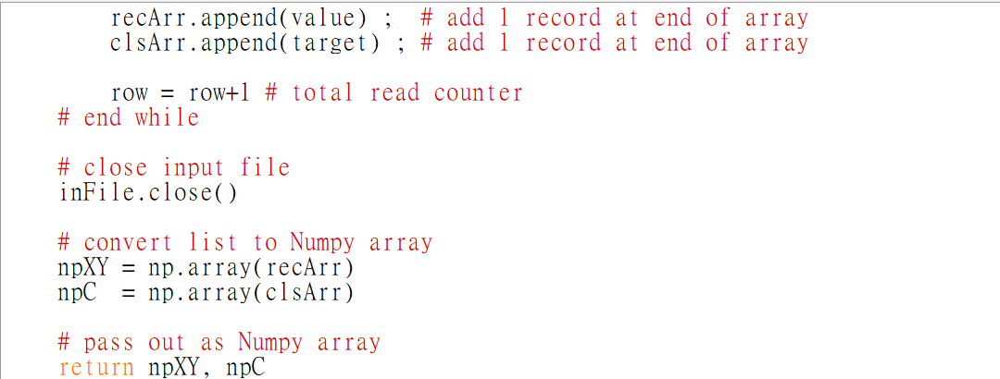 recArr.append(value) ;  # add 1 record at end of array
clsArr.append(target) ; # add 1 record at end of array
row = row+1 # total read counter
# end while
# close input file
inFile.close()
# convert list to Numpy array
npXY = np.array(recArr)
npC  = np.array(clsArr)
# pass out as Numpy array
return npXY, npC